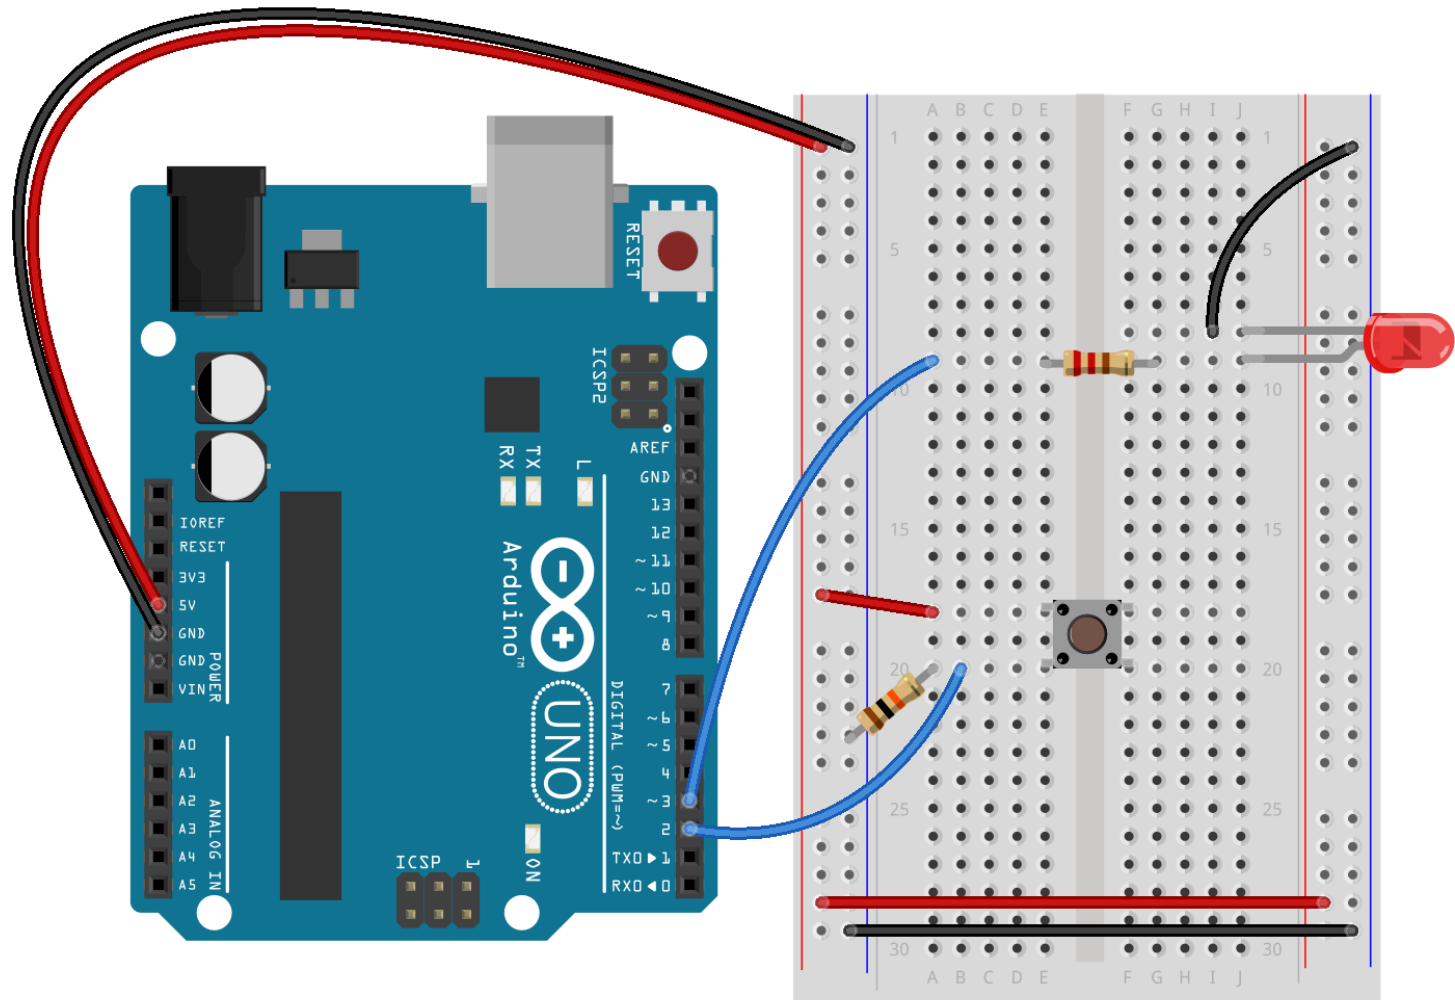 A B C D E F G H I J
1 1
5 5
10 10
15 15
20 20
25 25
30 30
A B C D E F G H I J
RESET
ICSP2
AREF
GND
13
12
~11
~10
~9
8
7
~6
~5
4
~3
2
TX0▶1
RX0◀0
RX TX L
Arduino™
UNO
DIGITAL (PWM=~)
IOREF
RESET
3V3
5V
GND
GND
VIN
POWER
A0
A1
A2
A3
A4
A5
ANALOG IN
ICSP 1
ON